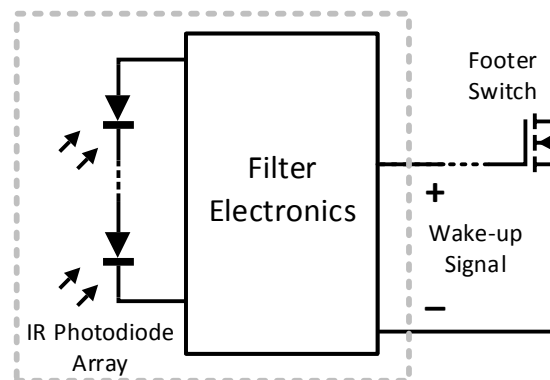 Footer
Switch
Filter
Electronics
+
Wake-up
Signal
−
IR Photodiode
Array